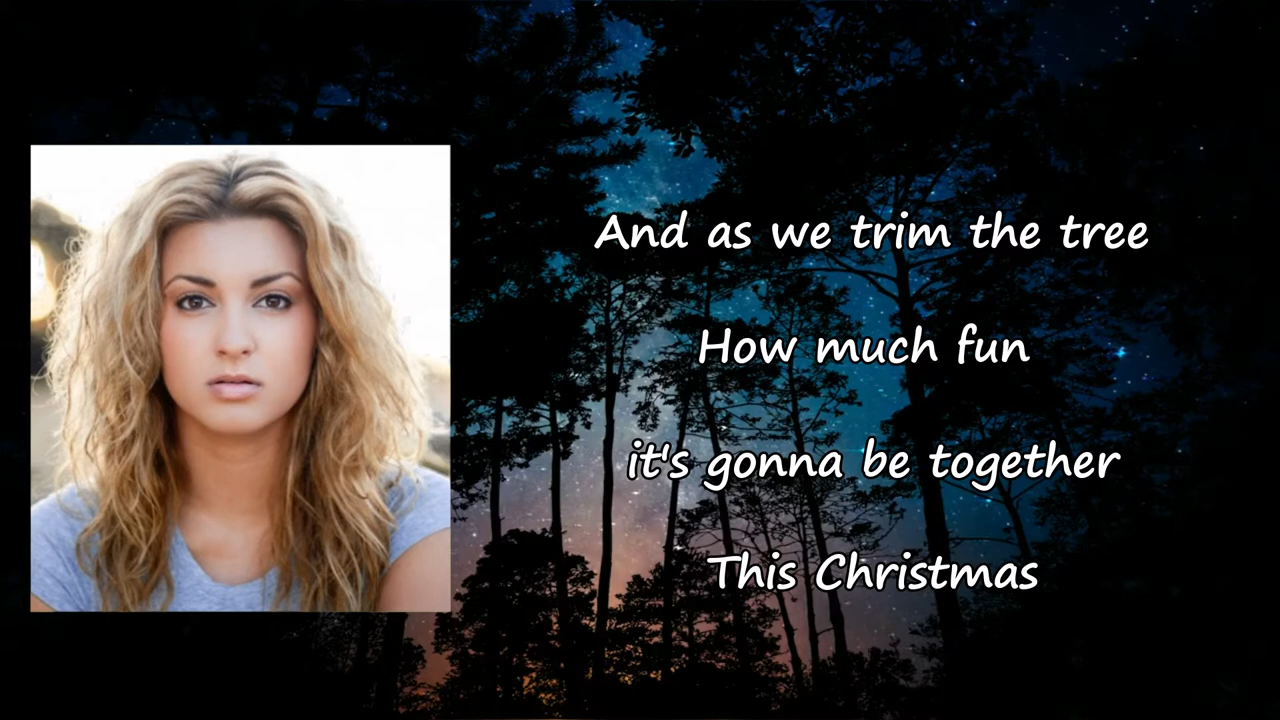 And as we trim the tree
How much fun
it's gonna be together
This Christmas